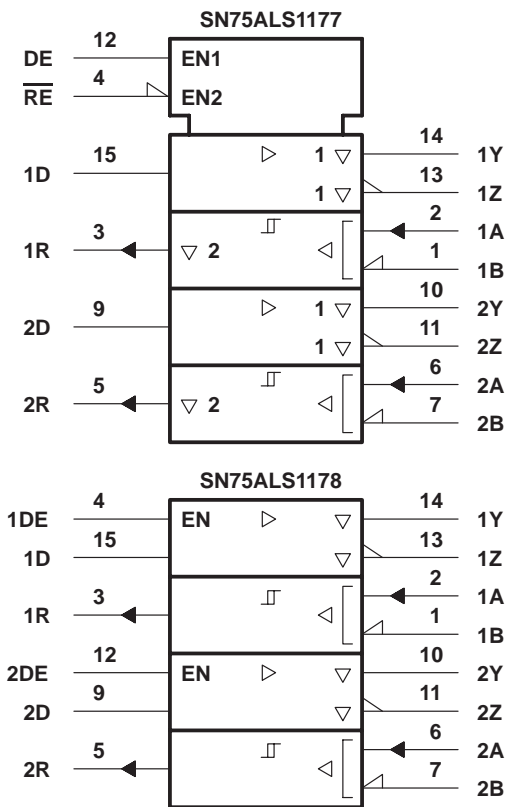 SN75ALS1177
DE 12 EN1
RE 4 EN2
1D 15 1 14 1Y
1 13 1Z
1R 3 2 2 1A
1 1B
2D 9 1 10 2Y
1 11 2Z
2R 5 2 6 2A
7 2B
SN75ALS1178
1DE 4 EN 14 1Y
1D 15 13 1Z
1R 3 2 1A
1 1B
2DE 12 EN 10 2Y
2D 9 11 2Z
2R 5 6 2A
7 2B